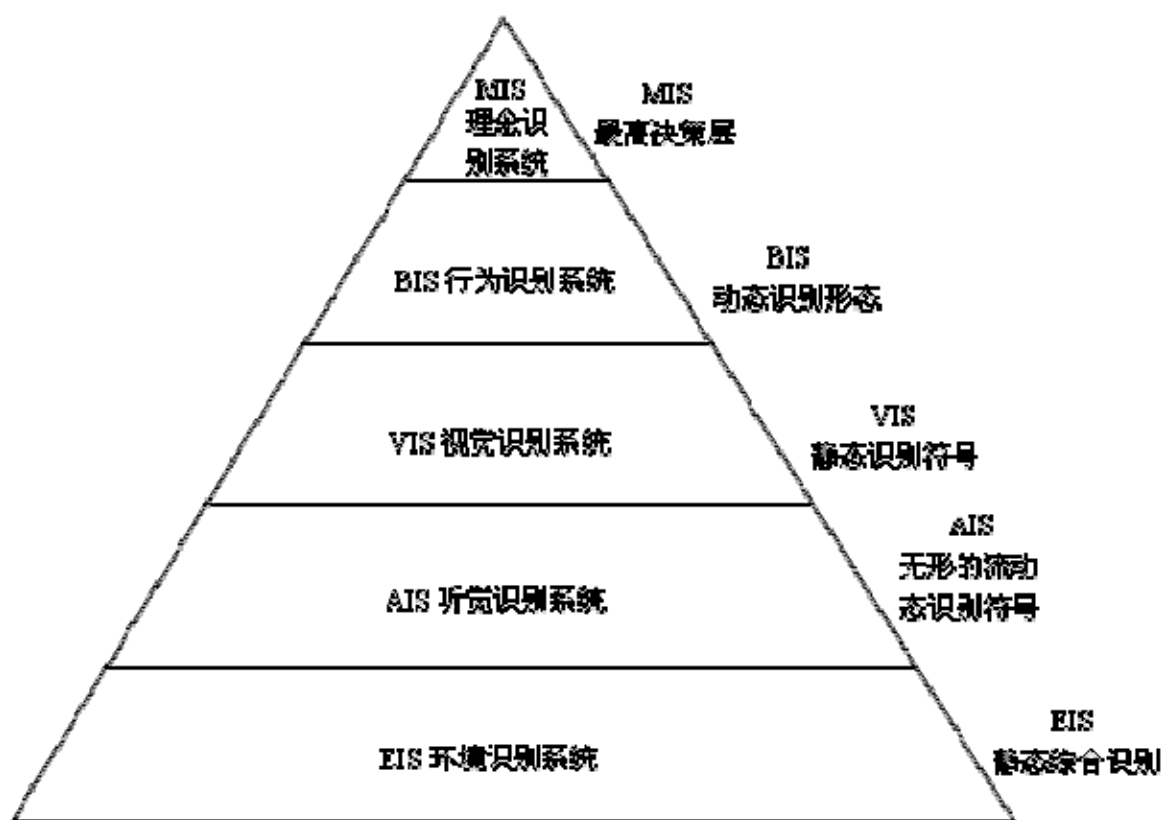 MIS
理念识
别系统
MIS
最高决策层
BIS 行为识别系统
BIS
动态识别形态
VIS 视觉识别系统
VIS
静态识别符号
AIS 听觉识别系统
AIS
无形的流动
态识别符号
EIS 环境识别系统
EIS
静态综合识别